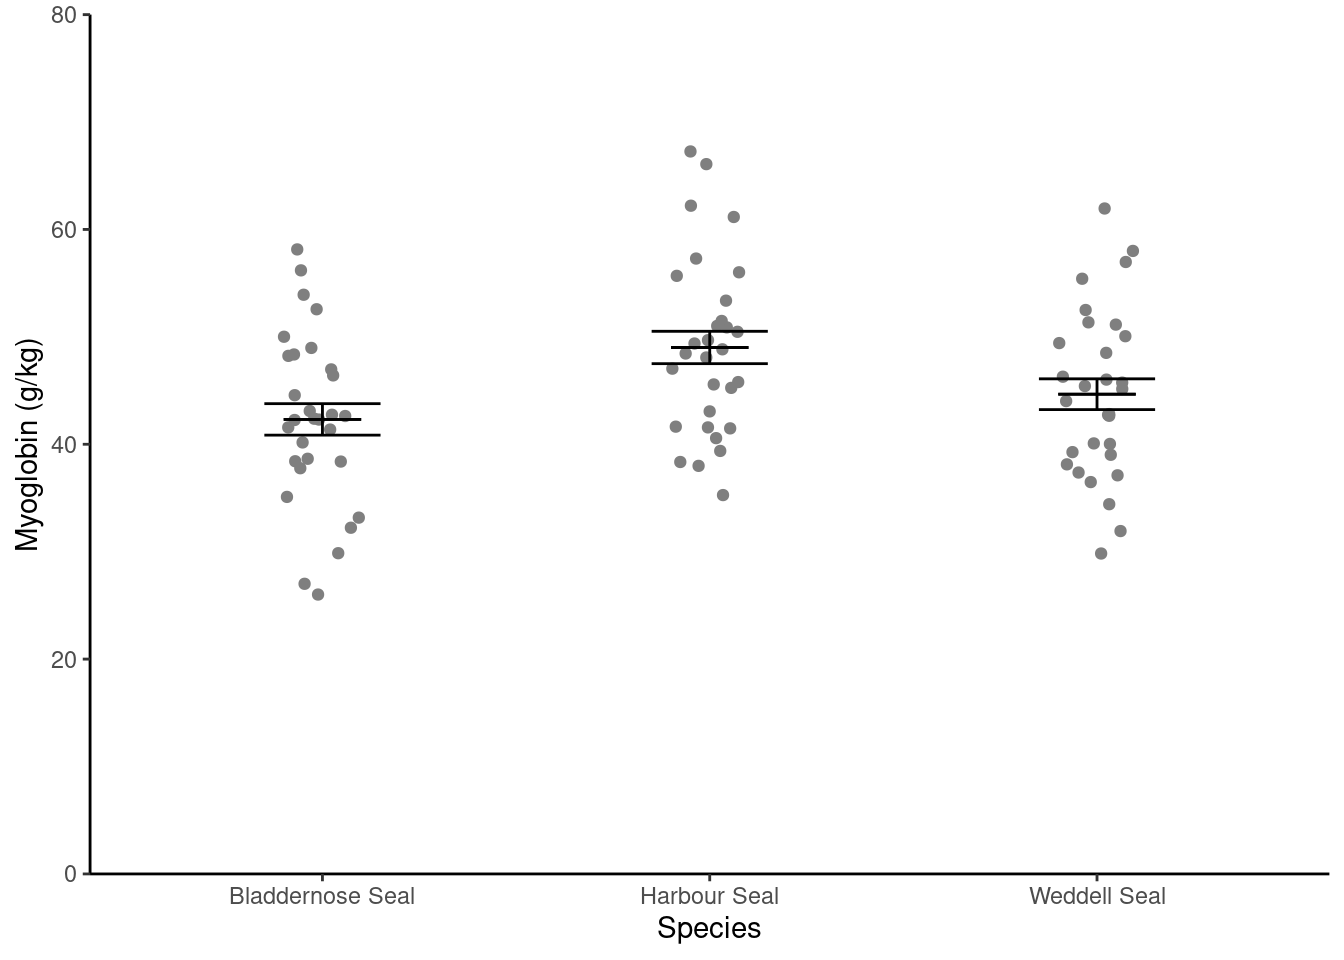 80
60
40
20
0
Myoglobin (g/kg)
Bladdernose Seal
Harbour Seal
Weddell Seal
Species